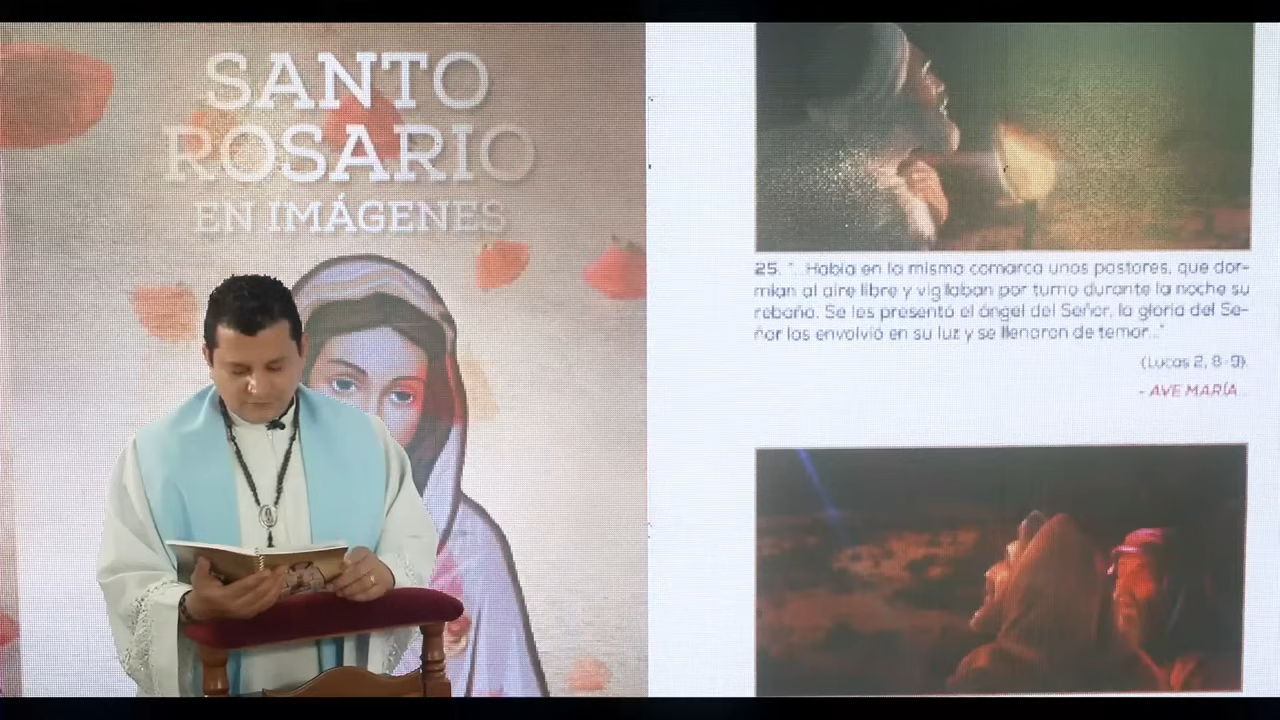 SANTO
ROSARIO
EN IMÁGENES
25. "...Había en la misma comarca unos pastores, que dor-
mían al aire libre y vigilaban por turno durante la noche su
rebaño. Se les presentó el ángel del Señor, la gloria del Se-
ñor los envolvió en su luz y se llenaron de temor..."
(Lucas 2, 8-9).
- AVE MARÍA...